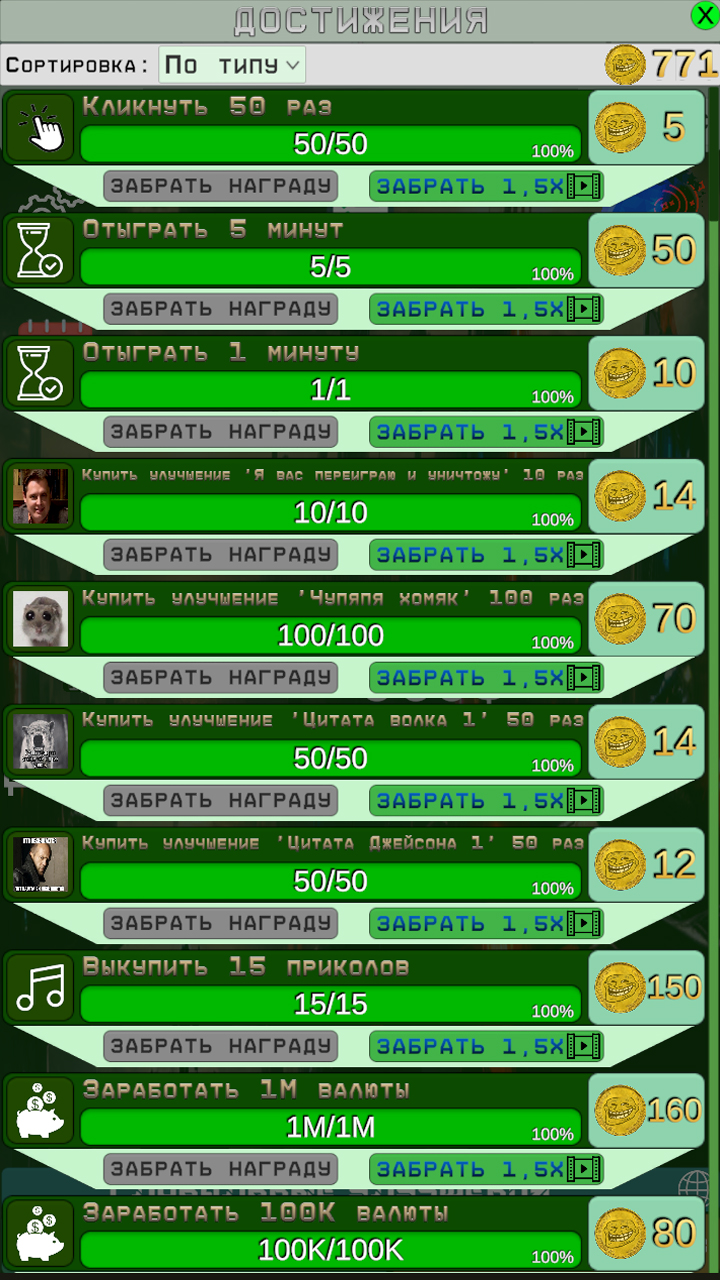 ДОСТИЖЕНИЯ
X
Сортировка: По типу
771
Кликнуть 50 раз
50/50
100%
5
ЗАБРАТЬ НАГРАДУ ЗАБРАТЬ 1,5X
Отыграть 5 минут
5/5
100%
50
ЗАБРАТЬ НАГРАДУ ЗАБРАТЬ 1,5X
Отыграть 1 минуту
1/1
100%
10
ЗАБРАТЬ НАГРАДУ ЗАБРАТЬ 1,5X
Купить улучшение 'Я вас переиграю и уничтожу' 10 раз
10/10
100%
14
ЗАБРАТЬ НАГРАДУ ЗАБРАТЬ 1,5X
Купить улучшение 'Чупяпя хомяк' 100 раз
100/100
100%
70
ЗАБРАТЬ НАГРАДУ ЗАБРАТЬ 1,5X
Купить улучшение 'Цитата волка 1' 50 раз
50/50
100%
14
ЗАБРАТЬ НАГРАДУ ЗАБРАТЬ 1,5X
Купить улучшение 'Цитата Джейсона 1' 50 раз
50/50
100%
12
ЗАБРАТЬ НАГРАДУ ЗАБРАТЬ 1,5X
Выкупить 15 приколов
15/15
100%
150
ЗАБРАТЬ НАГРАДУ ЗАБРАТЬ 1,5X
Заработать 1M валюты
1M/1M
100%
160
ЗАБРАТЬ НАГРАДУ ЗАБРАТЬ 1,5X
Заработать 100K валюты
100K/100K
100%
80